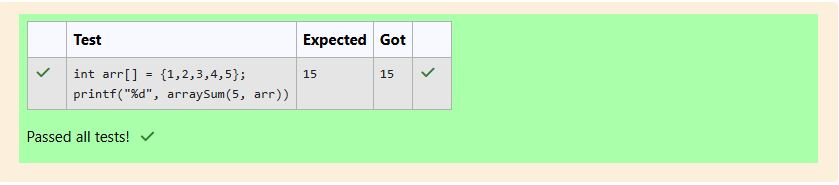 Test Expected Got
int arr[] = {1,2,3,4,5}; 15 15
printf("%d", arraySum(5, arr))
Passed all tests!